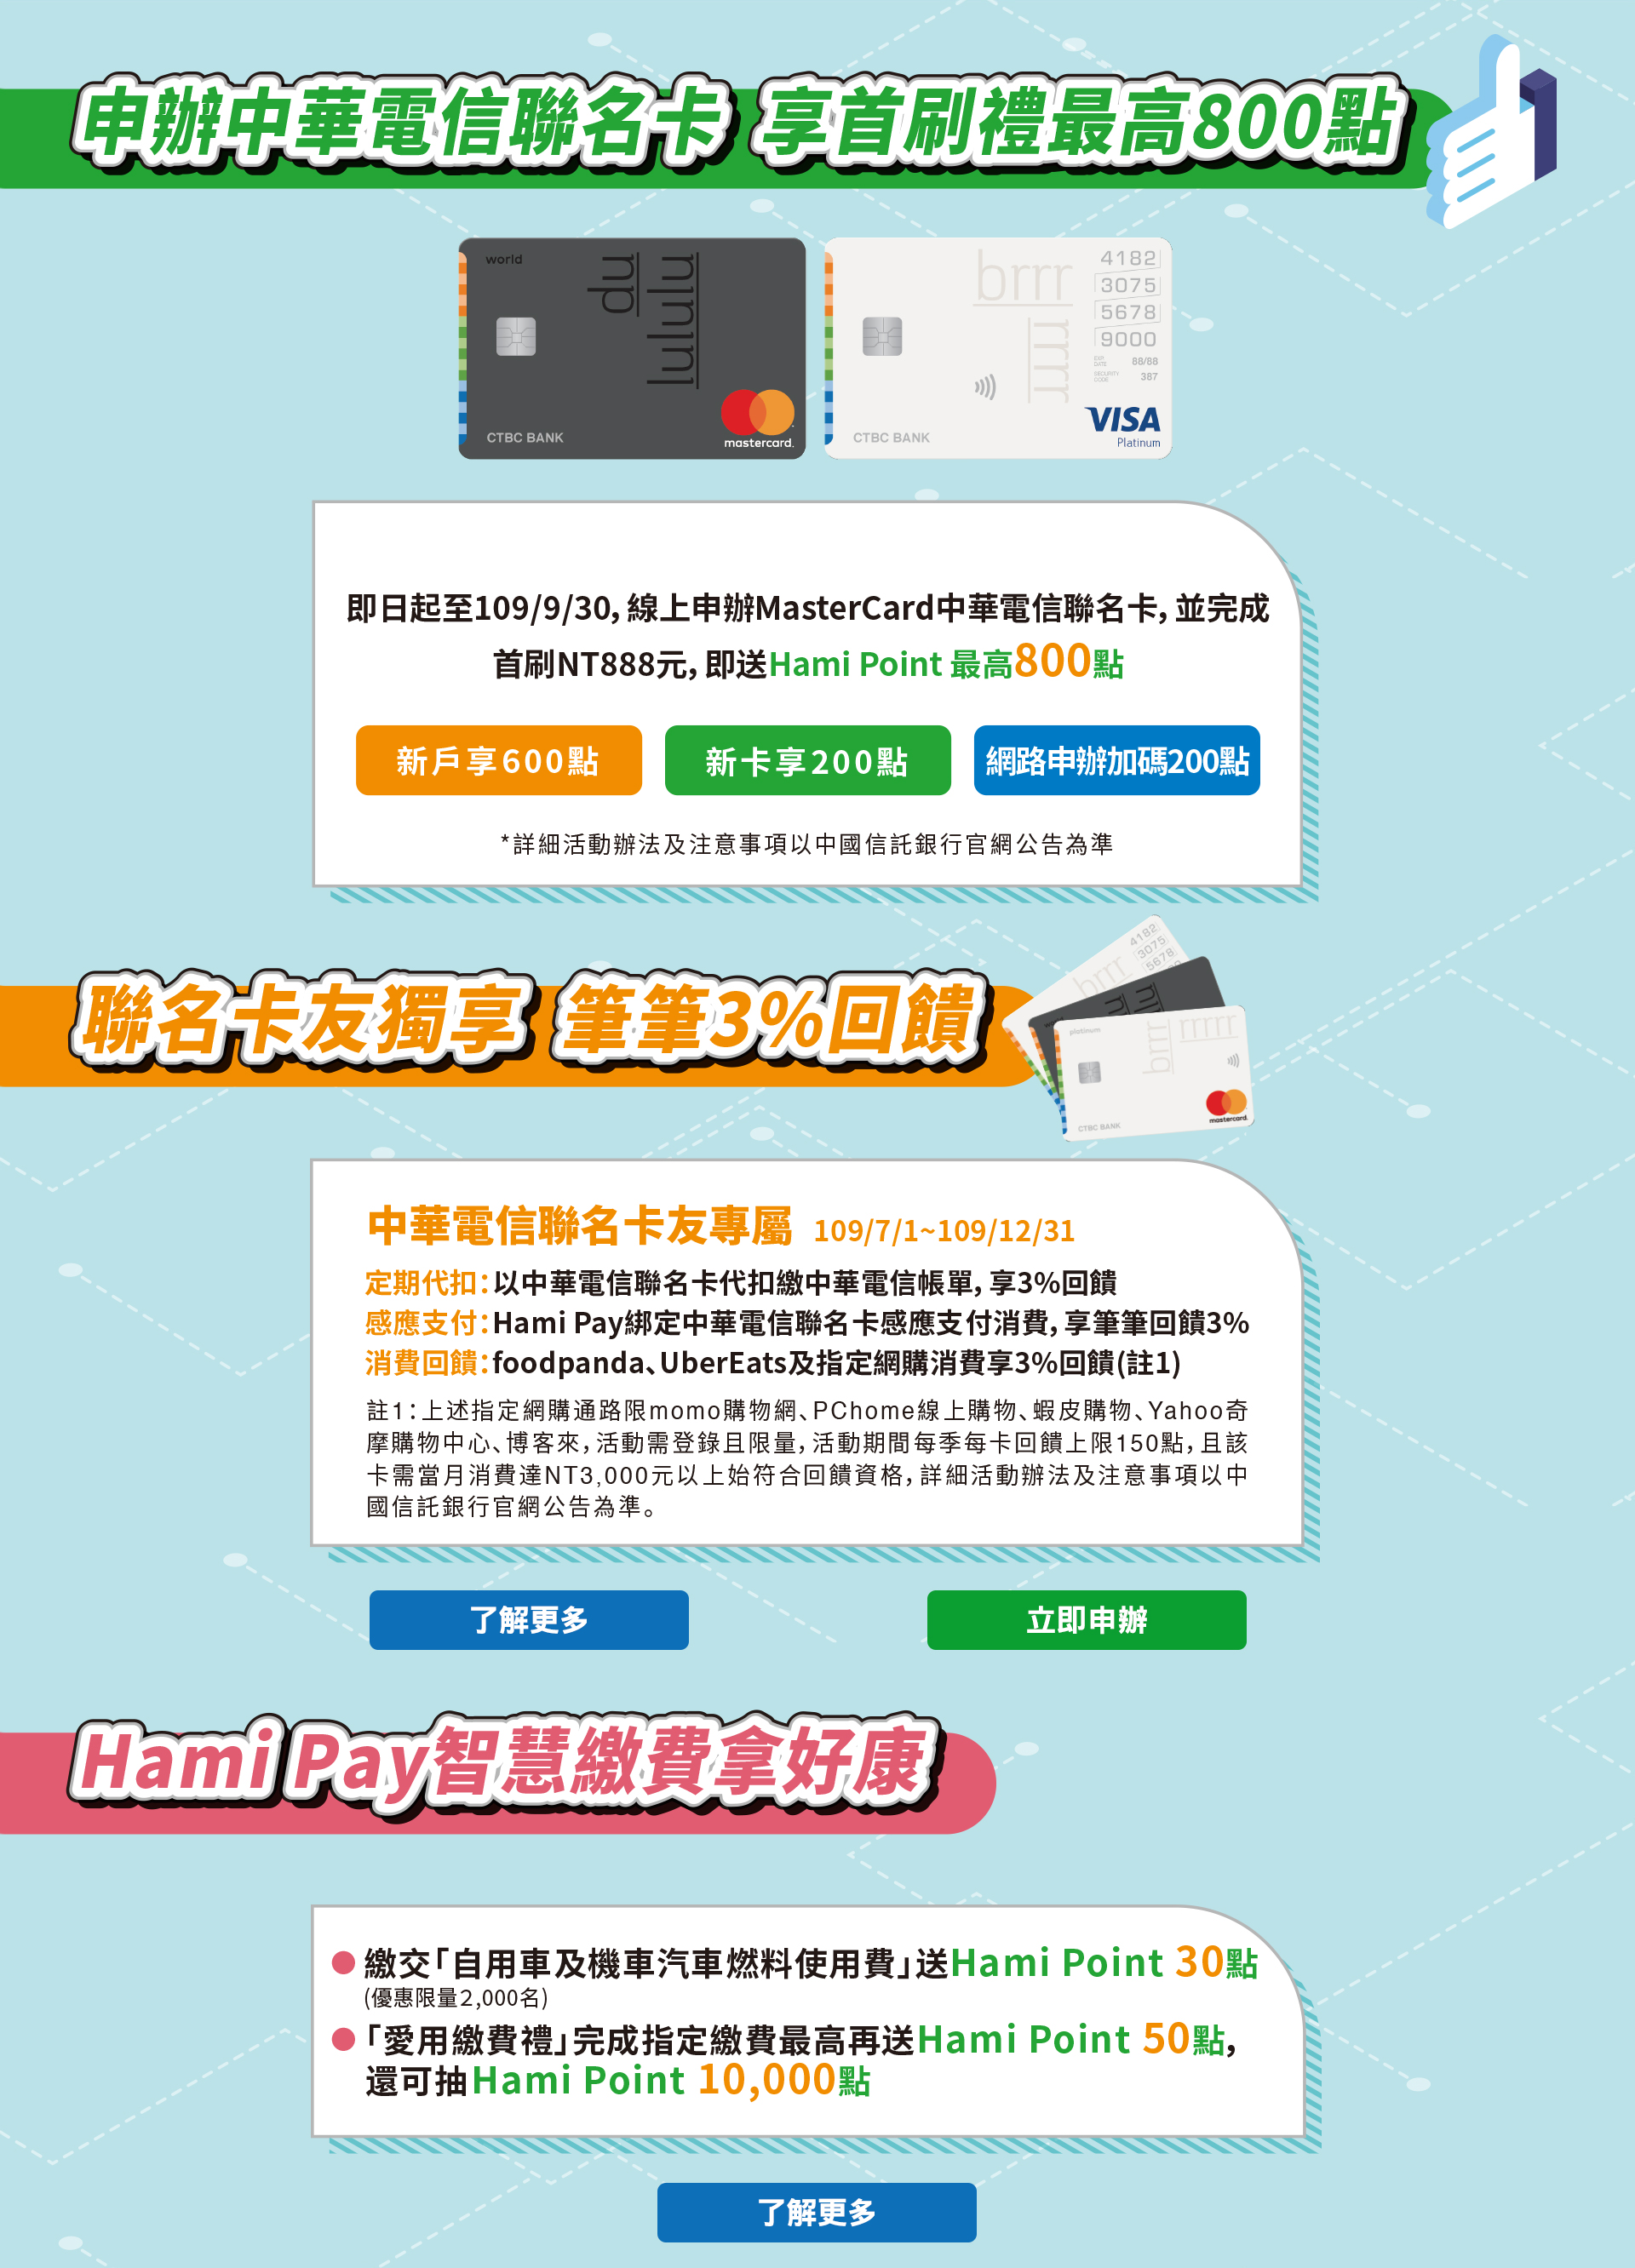 申辦中華電信聯名卡 享首刷禮最高800點
world
du
lululu
CTBC BANK
mastercard.
brrr
rrrr
4182
3075
5678
9000
EXP DATE 88/88
SECURITY CODE 387
CTBC BANK
VISA
Platinum
即日起至109/9/30,線上申辦MasterCard中華電信聯名卡,並完成
首刷NT888元,即送Hami Point 最高800點
新戶享600點
新卡享200點
網路申辦加碼200點
*詳細活動辦法及注意事項以中國信託銀行官網公告為準
聯名卡友獨享 筆筆3%回饋
4182
3075
5678
brrr
platinum
brrr
rrrrr
CTBC BANK
mastercard.
中華電信聯名卡友專屬 109/7/1~109/12/31
定期代扣:以中華電信聯名卡代扣繳中華電信帳單,享3%回饋
感應支付:Hami Pay綁定中華電信聯名卡感應支付消費,享筆筆回饋3%
消費回饋:foodpanda、UberEats及指定網購消費享3%回饋(註1)
註1:上述指定網購通路限momo購物網、PChome線上購物、蝦皮購物、Yahoo奇
摩購物中心、博客來,活動需登錄且限量,活動期間每季每卡回饋上限150點,且該
卡需當月消費達NT3,000元以上始符合回饋資格,詳細活動辦法及注意事項以中
國信託銀行官網公告為準。
了解更多
立即申辦
Hami Pay智慧繳費拿好康
繳交「自用車及機車汽車燃料使用費」送Hami Point 30點
(優惠限量2,000名)
「愛用繳費禮」完成指定繳費最高再送Hami Point 50點,
還可抽Hami Point 10,000點
了解更多